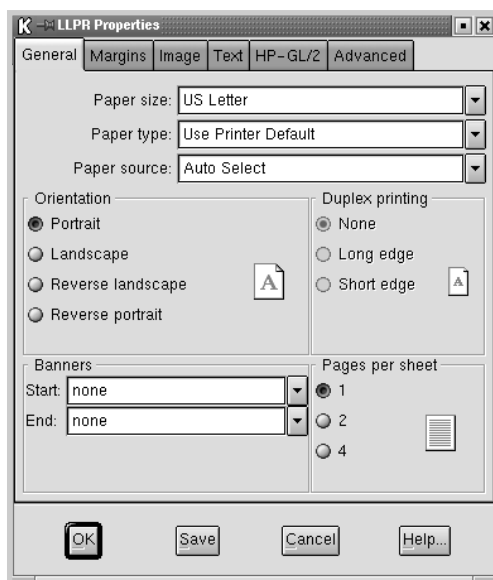 LLPR Properties
General Margins Image Text HP-GL/2 Advanced
Paper size: US Letter
Paper type: Use Printer Default
Paper source: Auto Select
Orientation
Portrait
Landscape
Reverse landscape
Reverse portrait
A
Duplex printing
None
Long edge
Short edge
A
Banners
Start: none
End: none
Pages per sheet
1
2
4
OK Save Cancel Help...